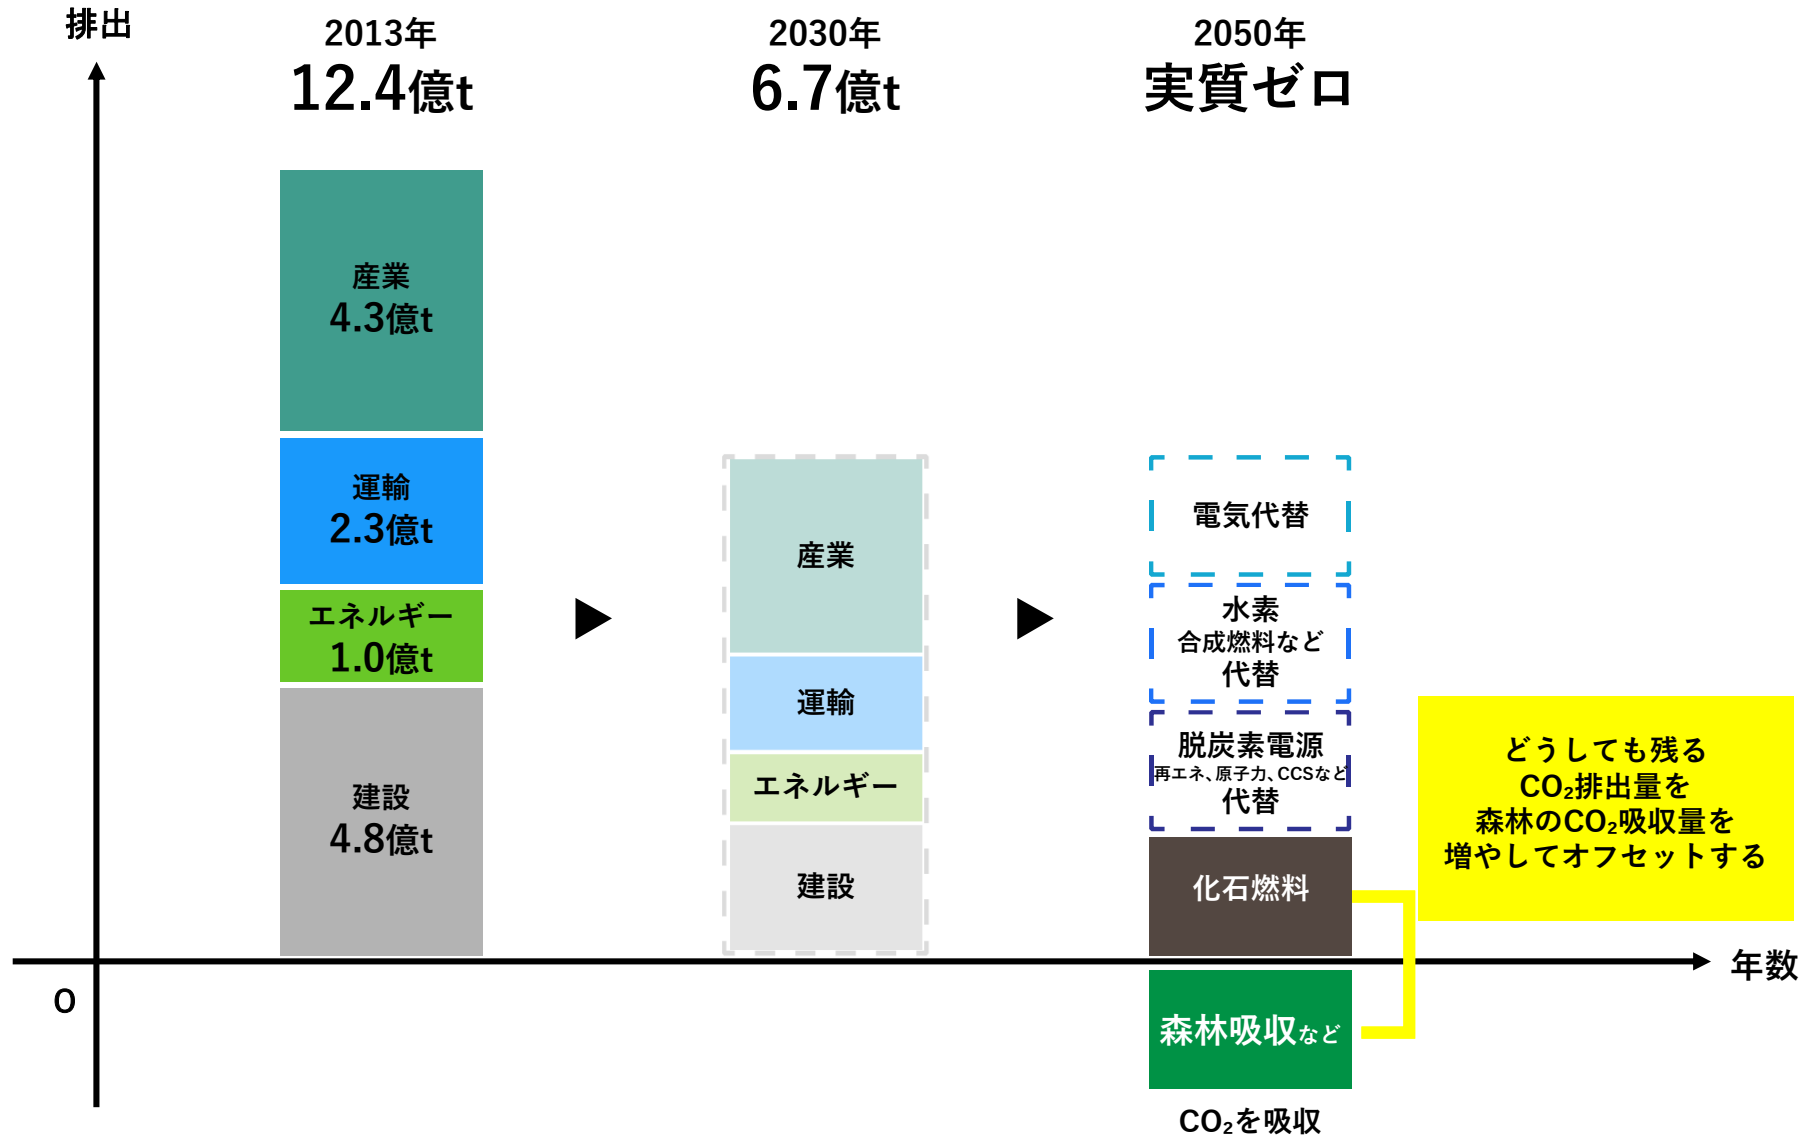 排出
2013年
12.4億t
産業
4.3億t
運輸
2.3億t
エネルギー
1.0億t
建設
4.8億t
2030年
6.7億t
産業
運輸
エネルギー
建設
2050年
実質ゼロ
電気代替
水素
合成燃料など
代替
脱炭素電源
再エネ、原子力、CCSなど
代替
化石燃料
森林吸収など
CO₂を吸収
どうしても残る
CO₂排出量を
森林のCO₂吸収量を
増やしてオフセットする
年数
O